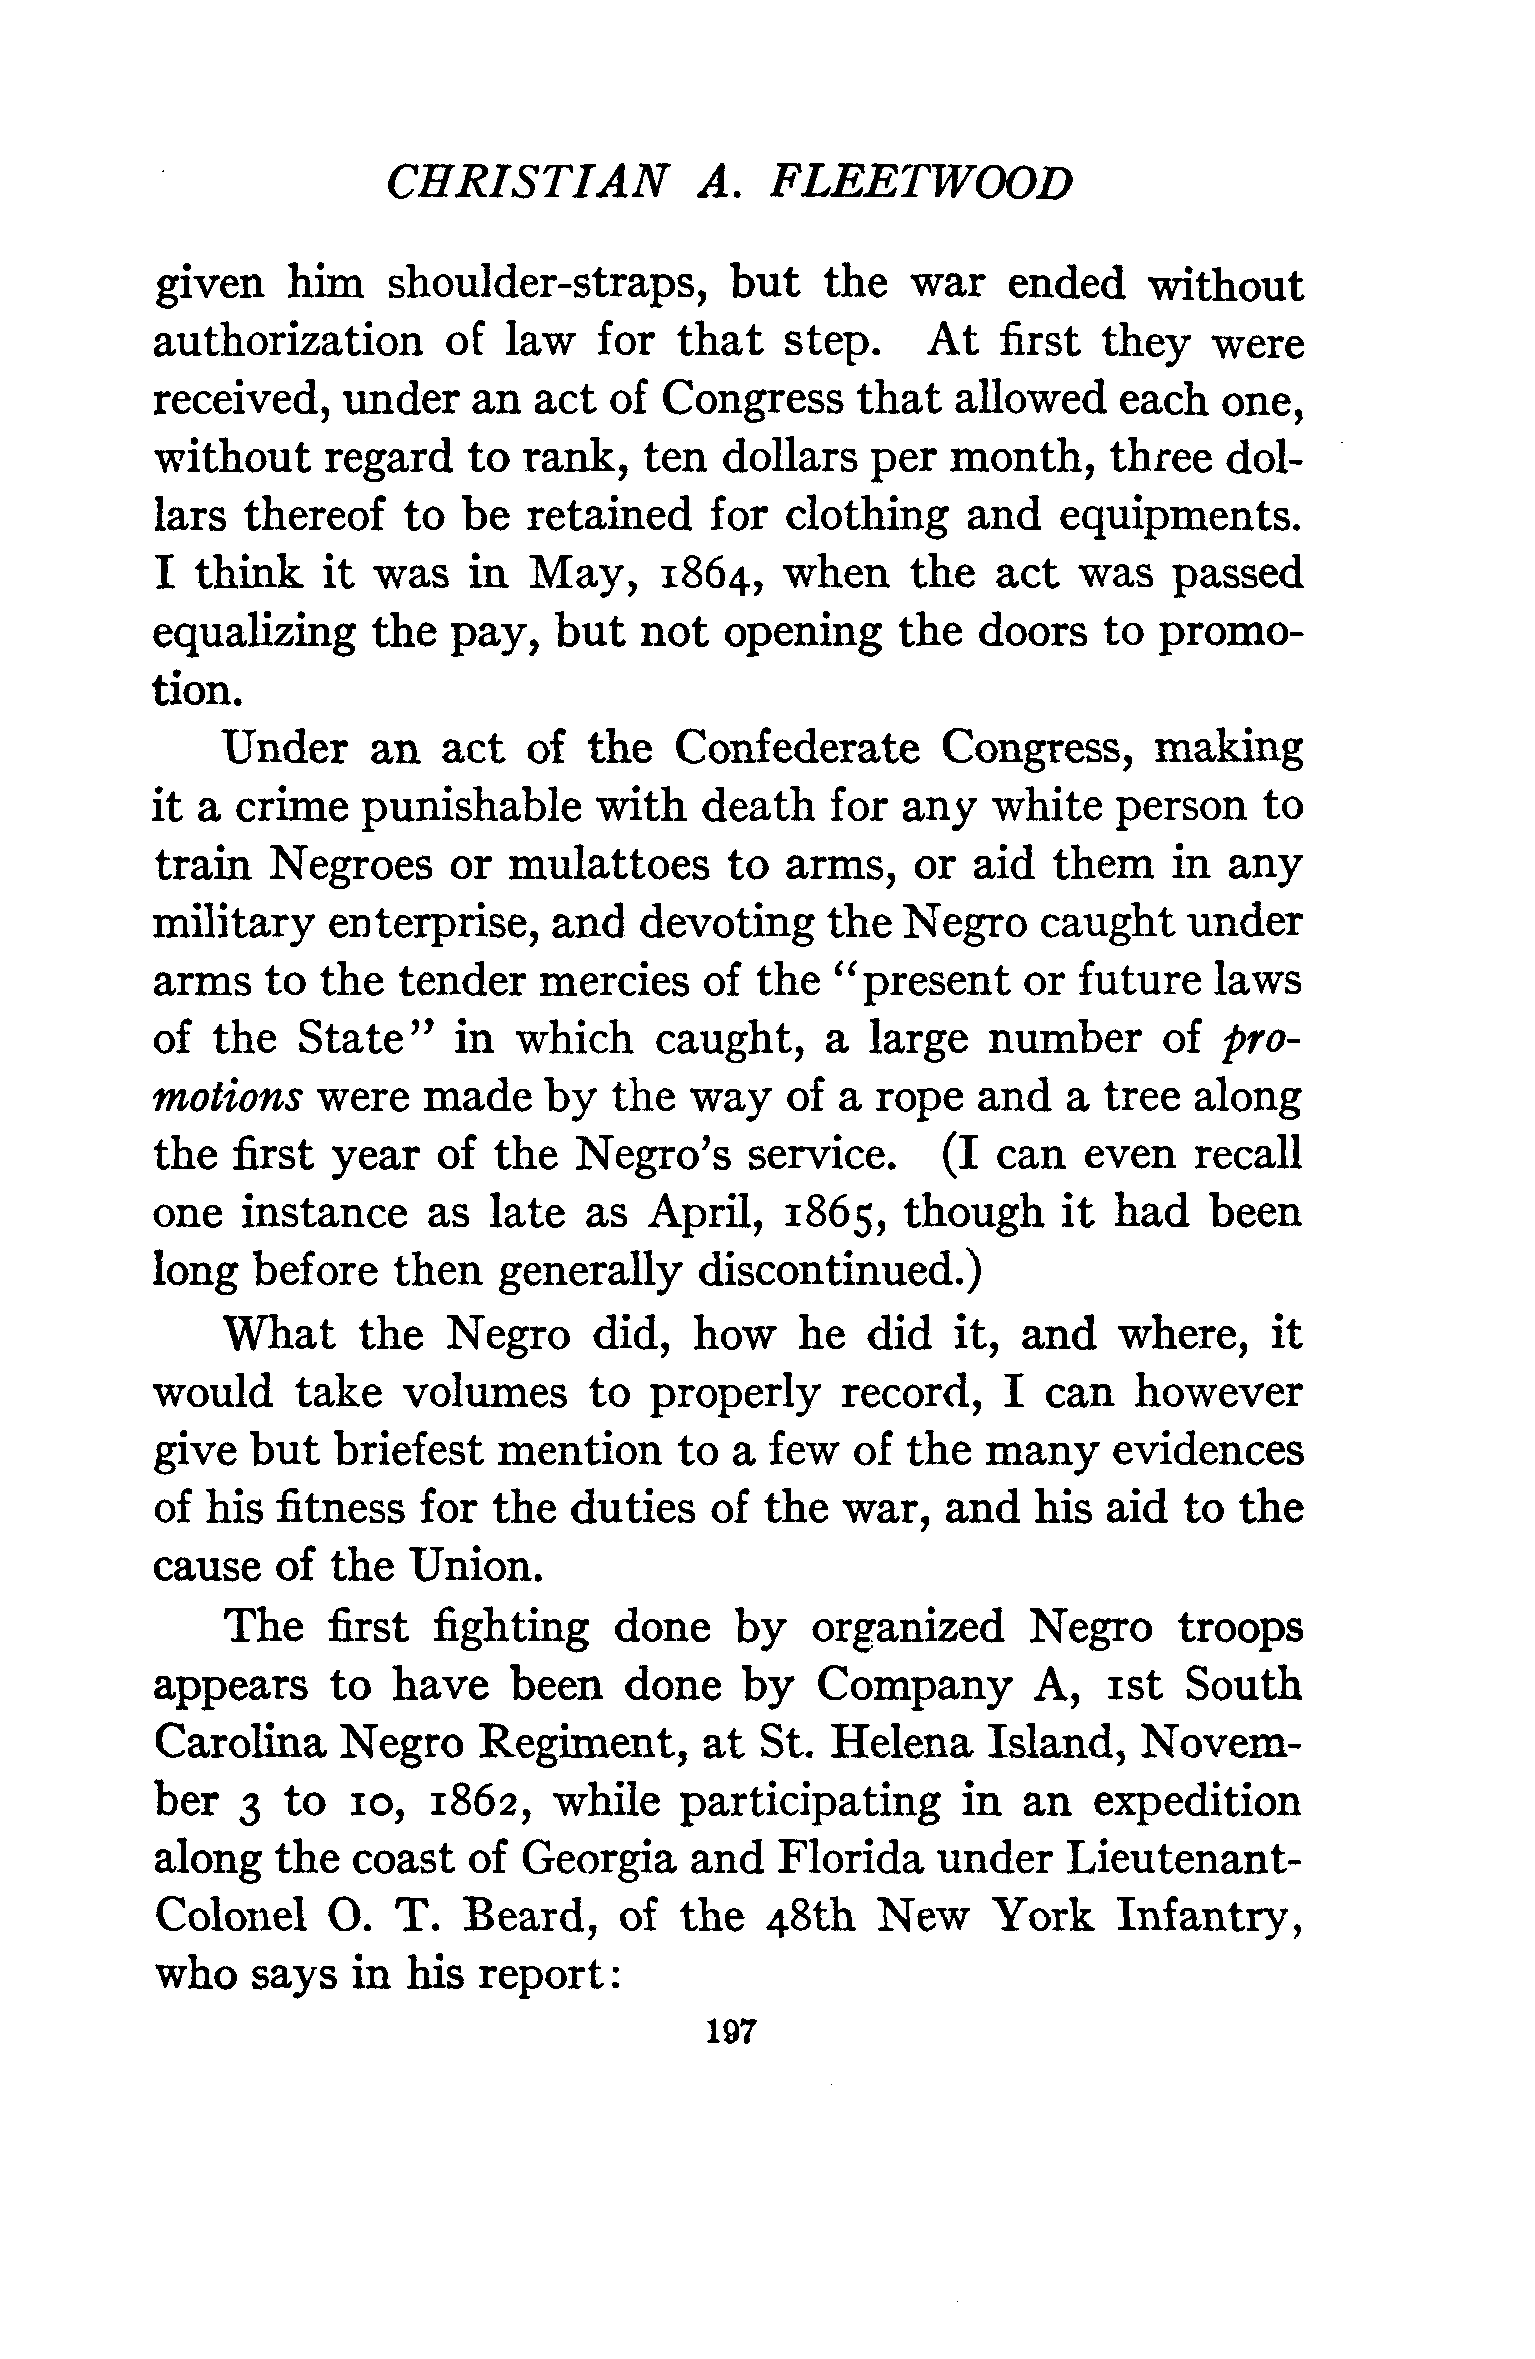 CHRISTIAN A. FLEETWOOD
given him shoulder-straps, but the war ended without
authorization of law for that step. At first they were
received, under an act of Congress that allowed each one,
without regard to rank, ten dollars per month, three dol-
lars thereof to be retained for clothing and equipments.
I think it was in May, 1864, when the act was passed
equalizing the pay, but not opening the doors to promo-
tion.
Under an act of the Confederate Congress, making
it a crime punishable with death for any white person to
train Negroes or mulattoes to arms, or aid them in any
military enterprise, and devoting the Negro caught under
arms to the tender mercies of the “present or future laws
of the State” in which caught, a large number of pro-
motions were made by the way of a rope and a tree along
the first year of the Negro’s service. (I can even recall
one instance as late as April, 1865, though it had been
long before then generally discontinued.)
What the Negro did, how he did it, and where, it
would take volumes to properly record, I can however
give but briefest mention to a few of the many evidences
of his fitness for the duties of the war, and his aid to the
cause of the Union.
The first fighting done by organized Negro troops
appears to have been done by Company A, 1st South
Carolina Negro Regiment, at St. Helena Island, Novem-
ber 3 to 10, 1862, while participating in an expedition
along the coast of Georgia and Florida under Lieutenant-
Colonel O. T. Beard, of the 48th New York Infantry,
who says in his report:
197